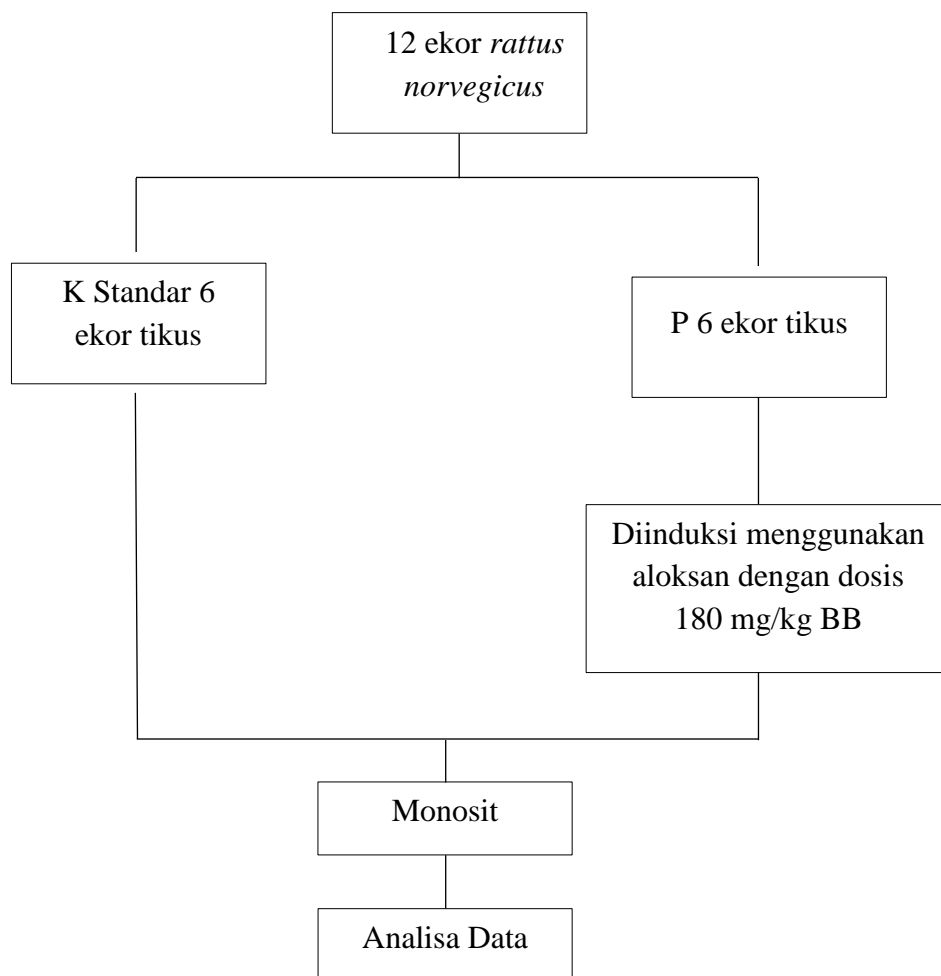 12 ekor rattus
norvegicus
K Standar 6
ekor tikus
P 6 ekor tikus
Diinduksi menggunakan
aloksan dengan dosis
180 mg/kg BB
Monosit
Analisa Data